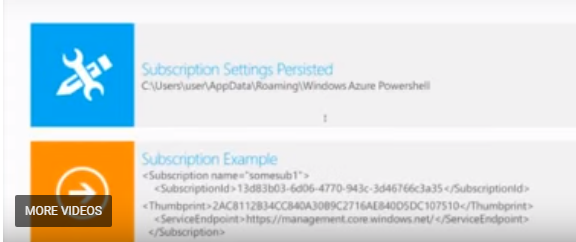 Subscription Settings Persisted
C:\Users\user\AppData\Roaming\Windows Azure Powershell
Subscription Example
<Subscription name="somesub1">
<SubscriptionId>13d83b03-6d06-4770-943c-3d46766c3a35</SubscriptionId>
<Thumbprint>2AC8112B34CC840A30B9C2716AE840D5DC107510</Thumbprint>
<ServiceEndpoint>https://management.core.windows.net/</ServiceEndpoint>
</Subscription>
MORE VIDEOS